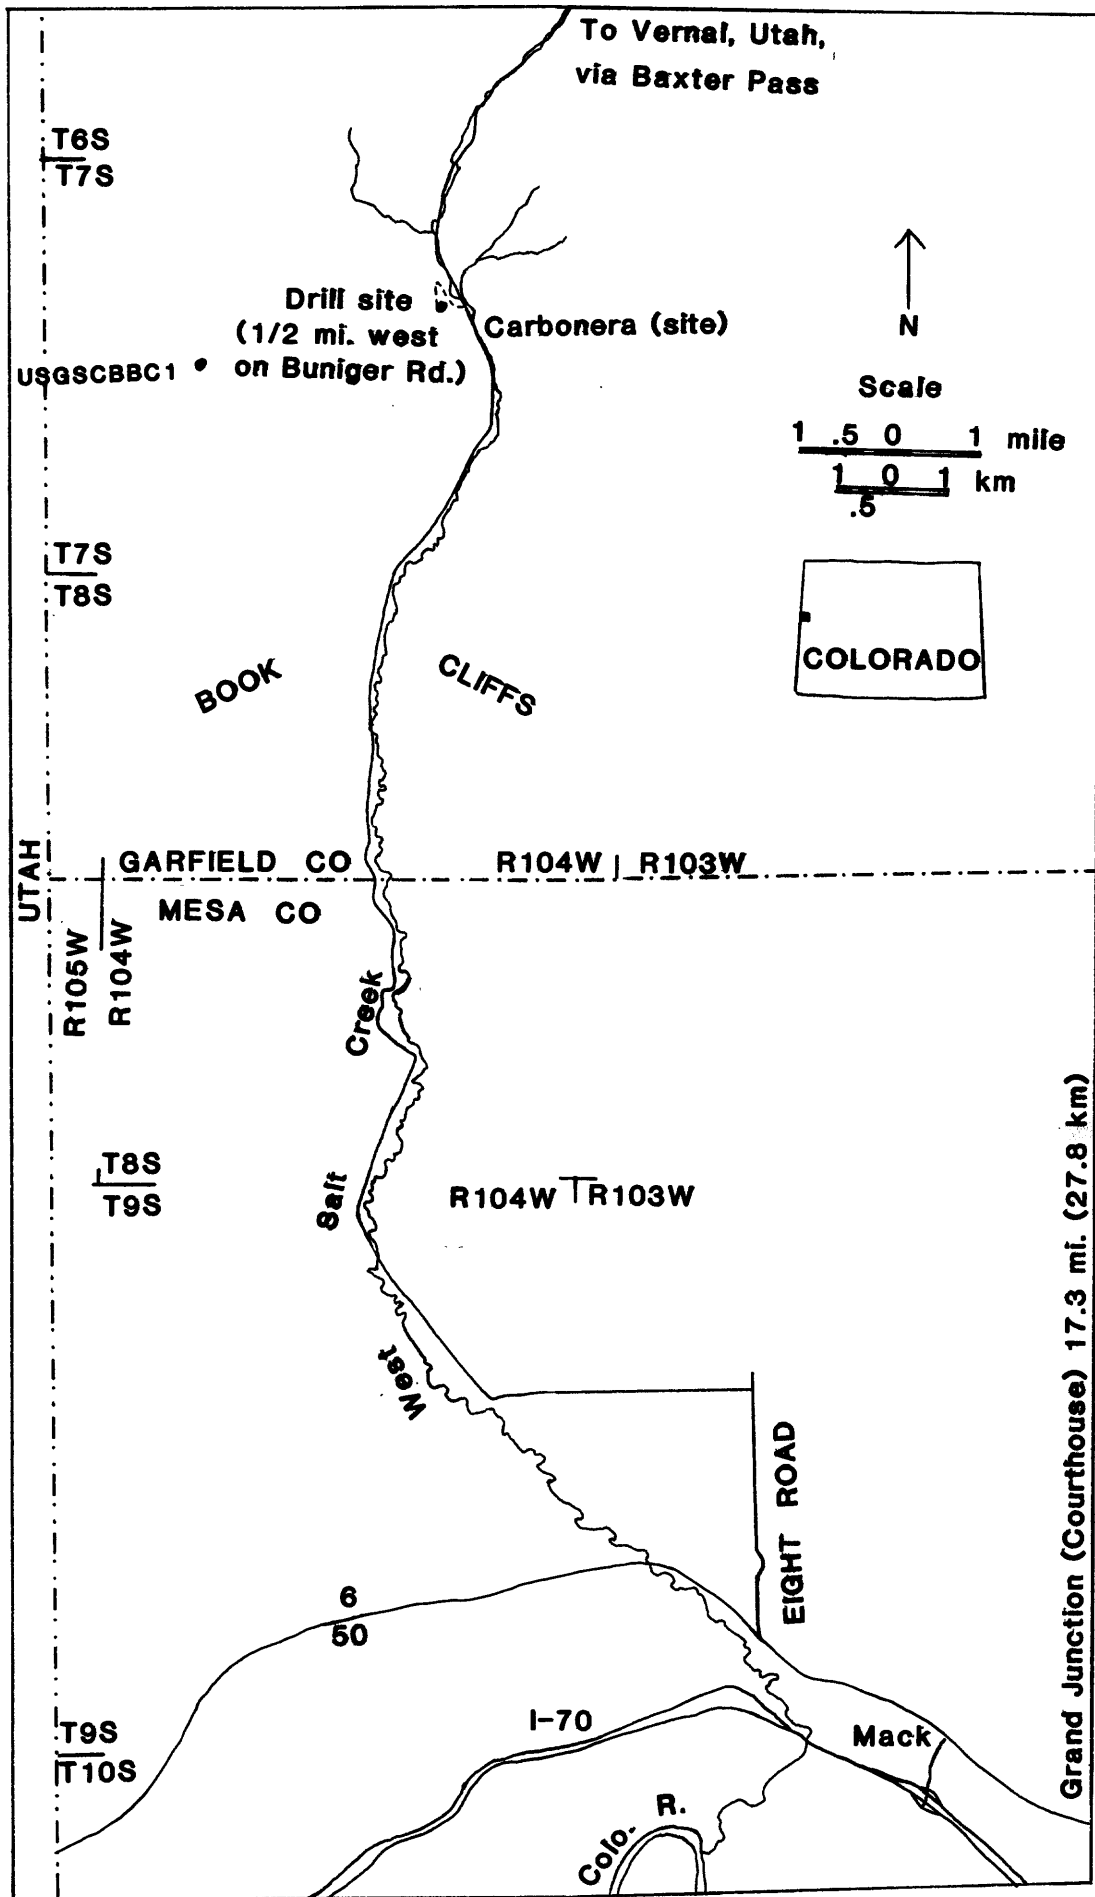 To Vernal, Utah,
via Baxter Pass
T6S
T7S
N
Drill site
(1/2 mi. west
on Buniger Rd.)
Carbonera (site)
USGSCBBC1
Scale
1 .5 0 1 mile
1 0 1 km
.5
T7S
T8S
COLORADO
BOOK CLIFFS
UTAH
GARFIELD CO
R104W R103W
MESA CO
R105W
R104W
Creek
Salt
West
T8S
T9S
R104W R103W
EIGHT ROAD
6
50
I-70
T9S
T10S
Mack
Colo. R.
Grand Junction (Courthouse) 17.3 mi. (27.8 km)